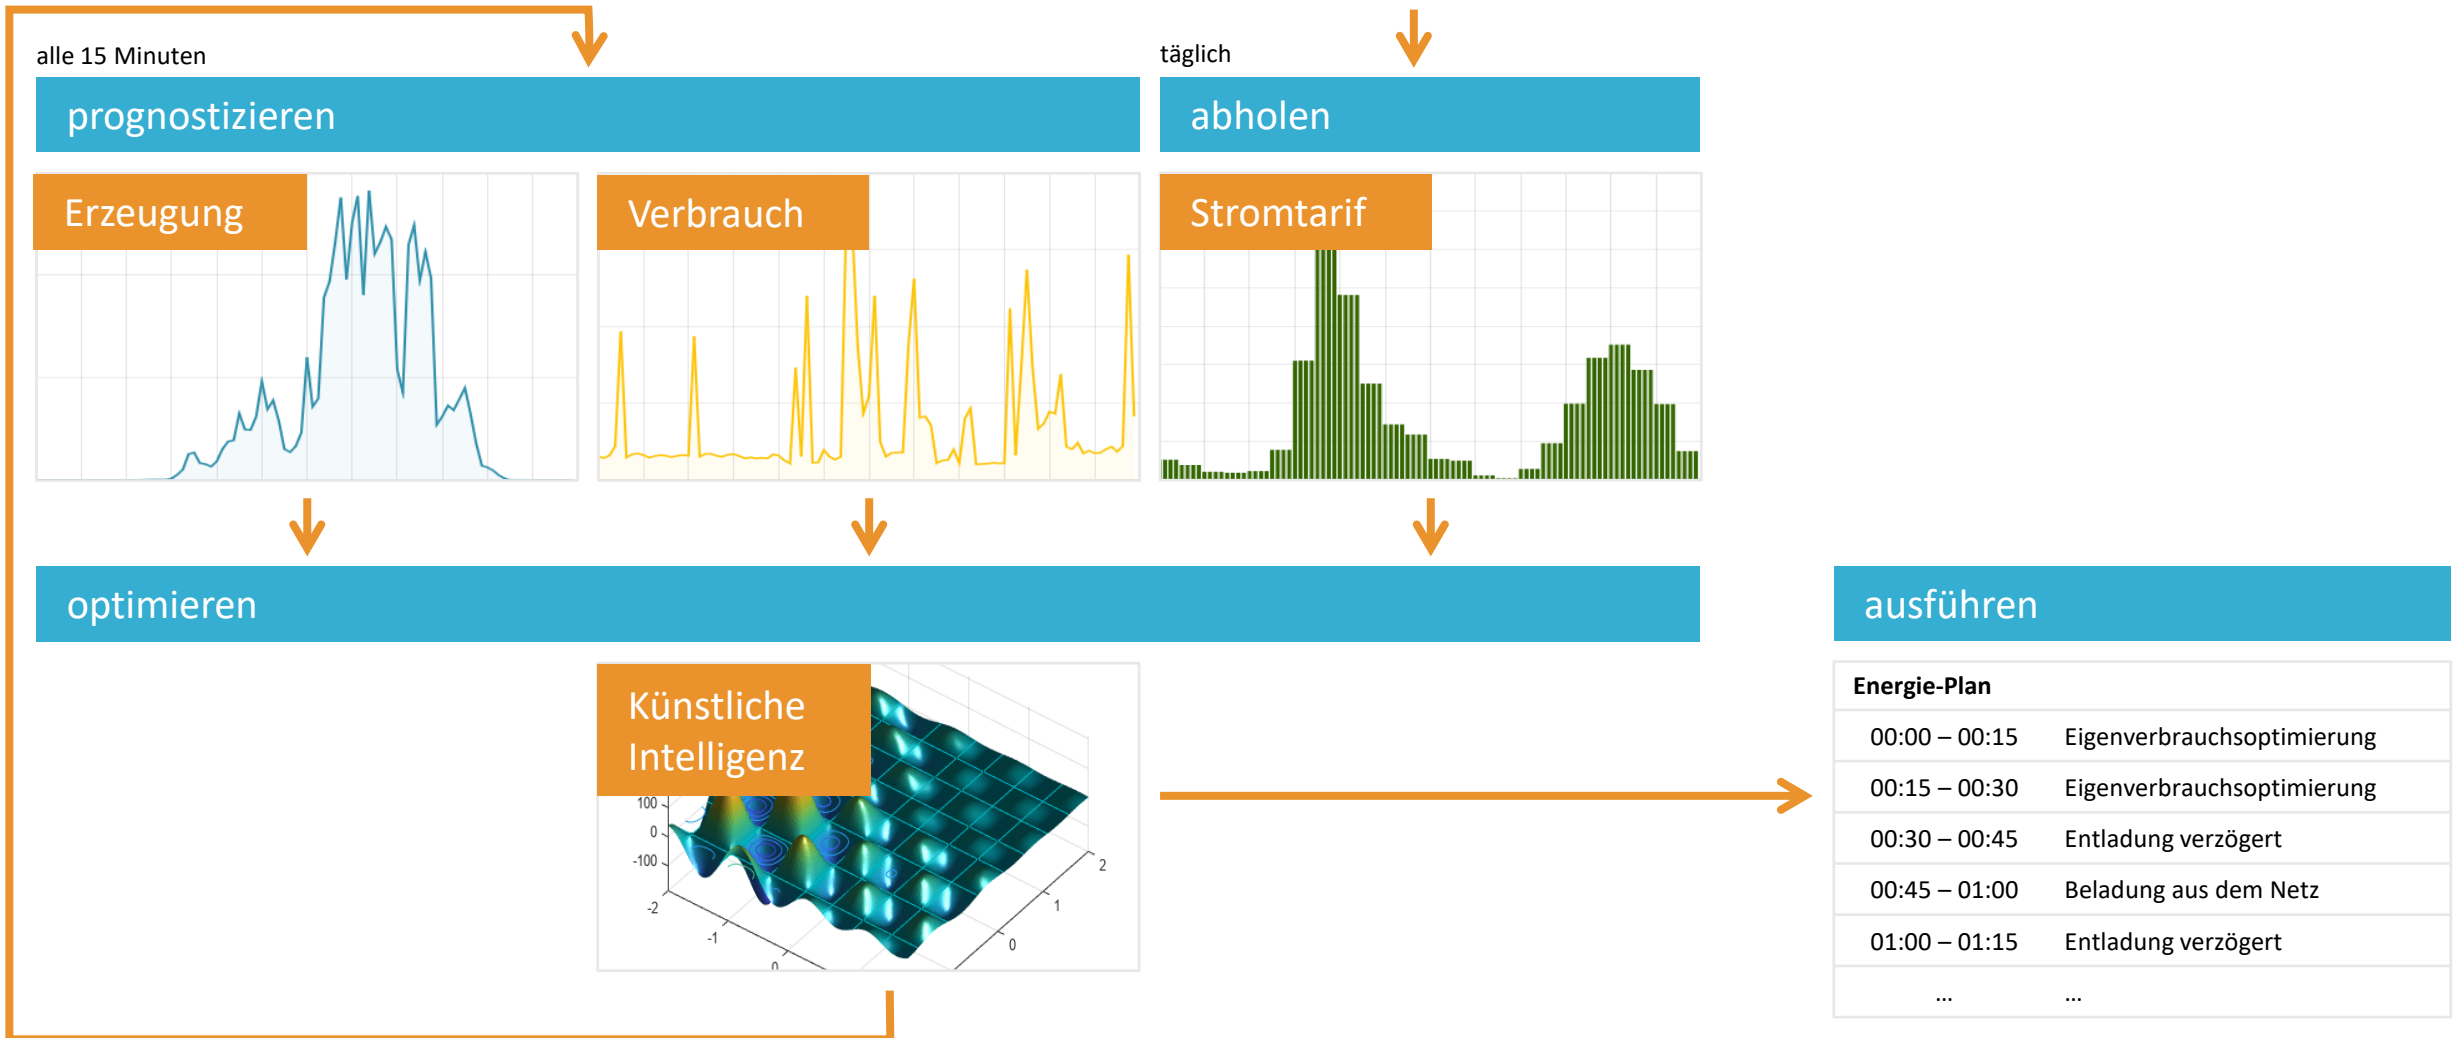 alle 15 Minuten
täglich
prognostizieren
abholen
Erzeugung
Verbrauch
Stromtarif
optimieren
ausführen
Künstliche
Intelligenz
100
0
-100
-2
-1
0
0
1
2
Energie-Plan
00:00 – 00:15 Eigenverbrauchsoptimierung
00:15 – 00:30 Eigenverbrauchsoptimierung
00:30 – 00:45 Entladung verzögert
00:45 – 01:00 Beladung aus dem Netz
01:00 – 01:15 Entladung verzögert
... ...